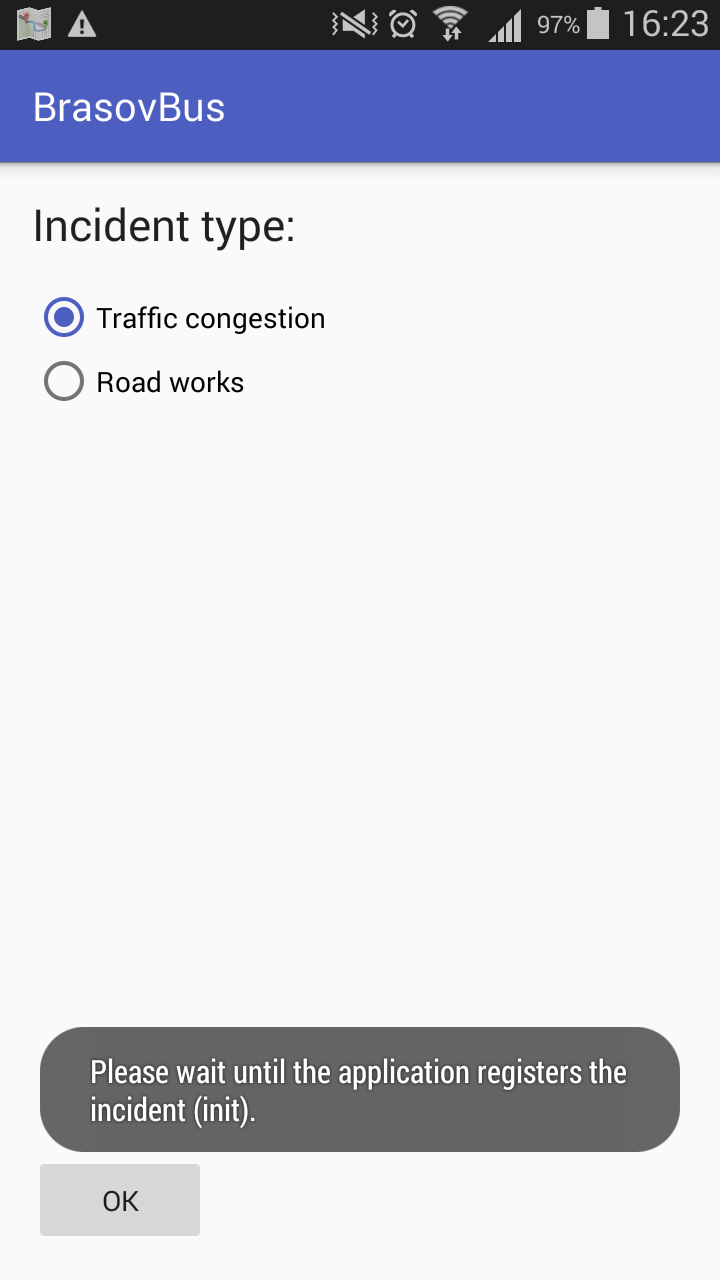 97% 16:23
BrasovBus
Incident type:
Traffic congestion
Road works
Please wait until the application registers the
incident (init).
OK